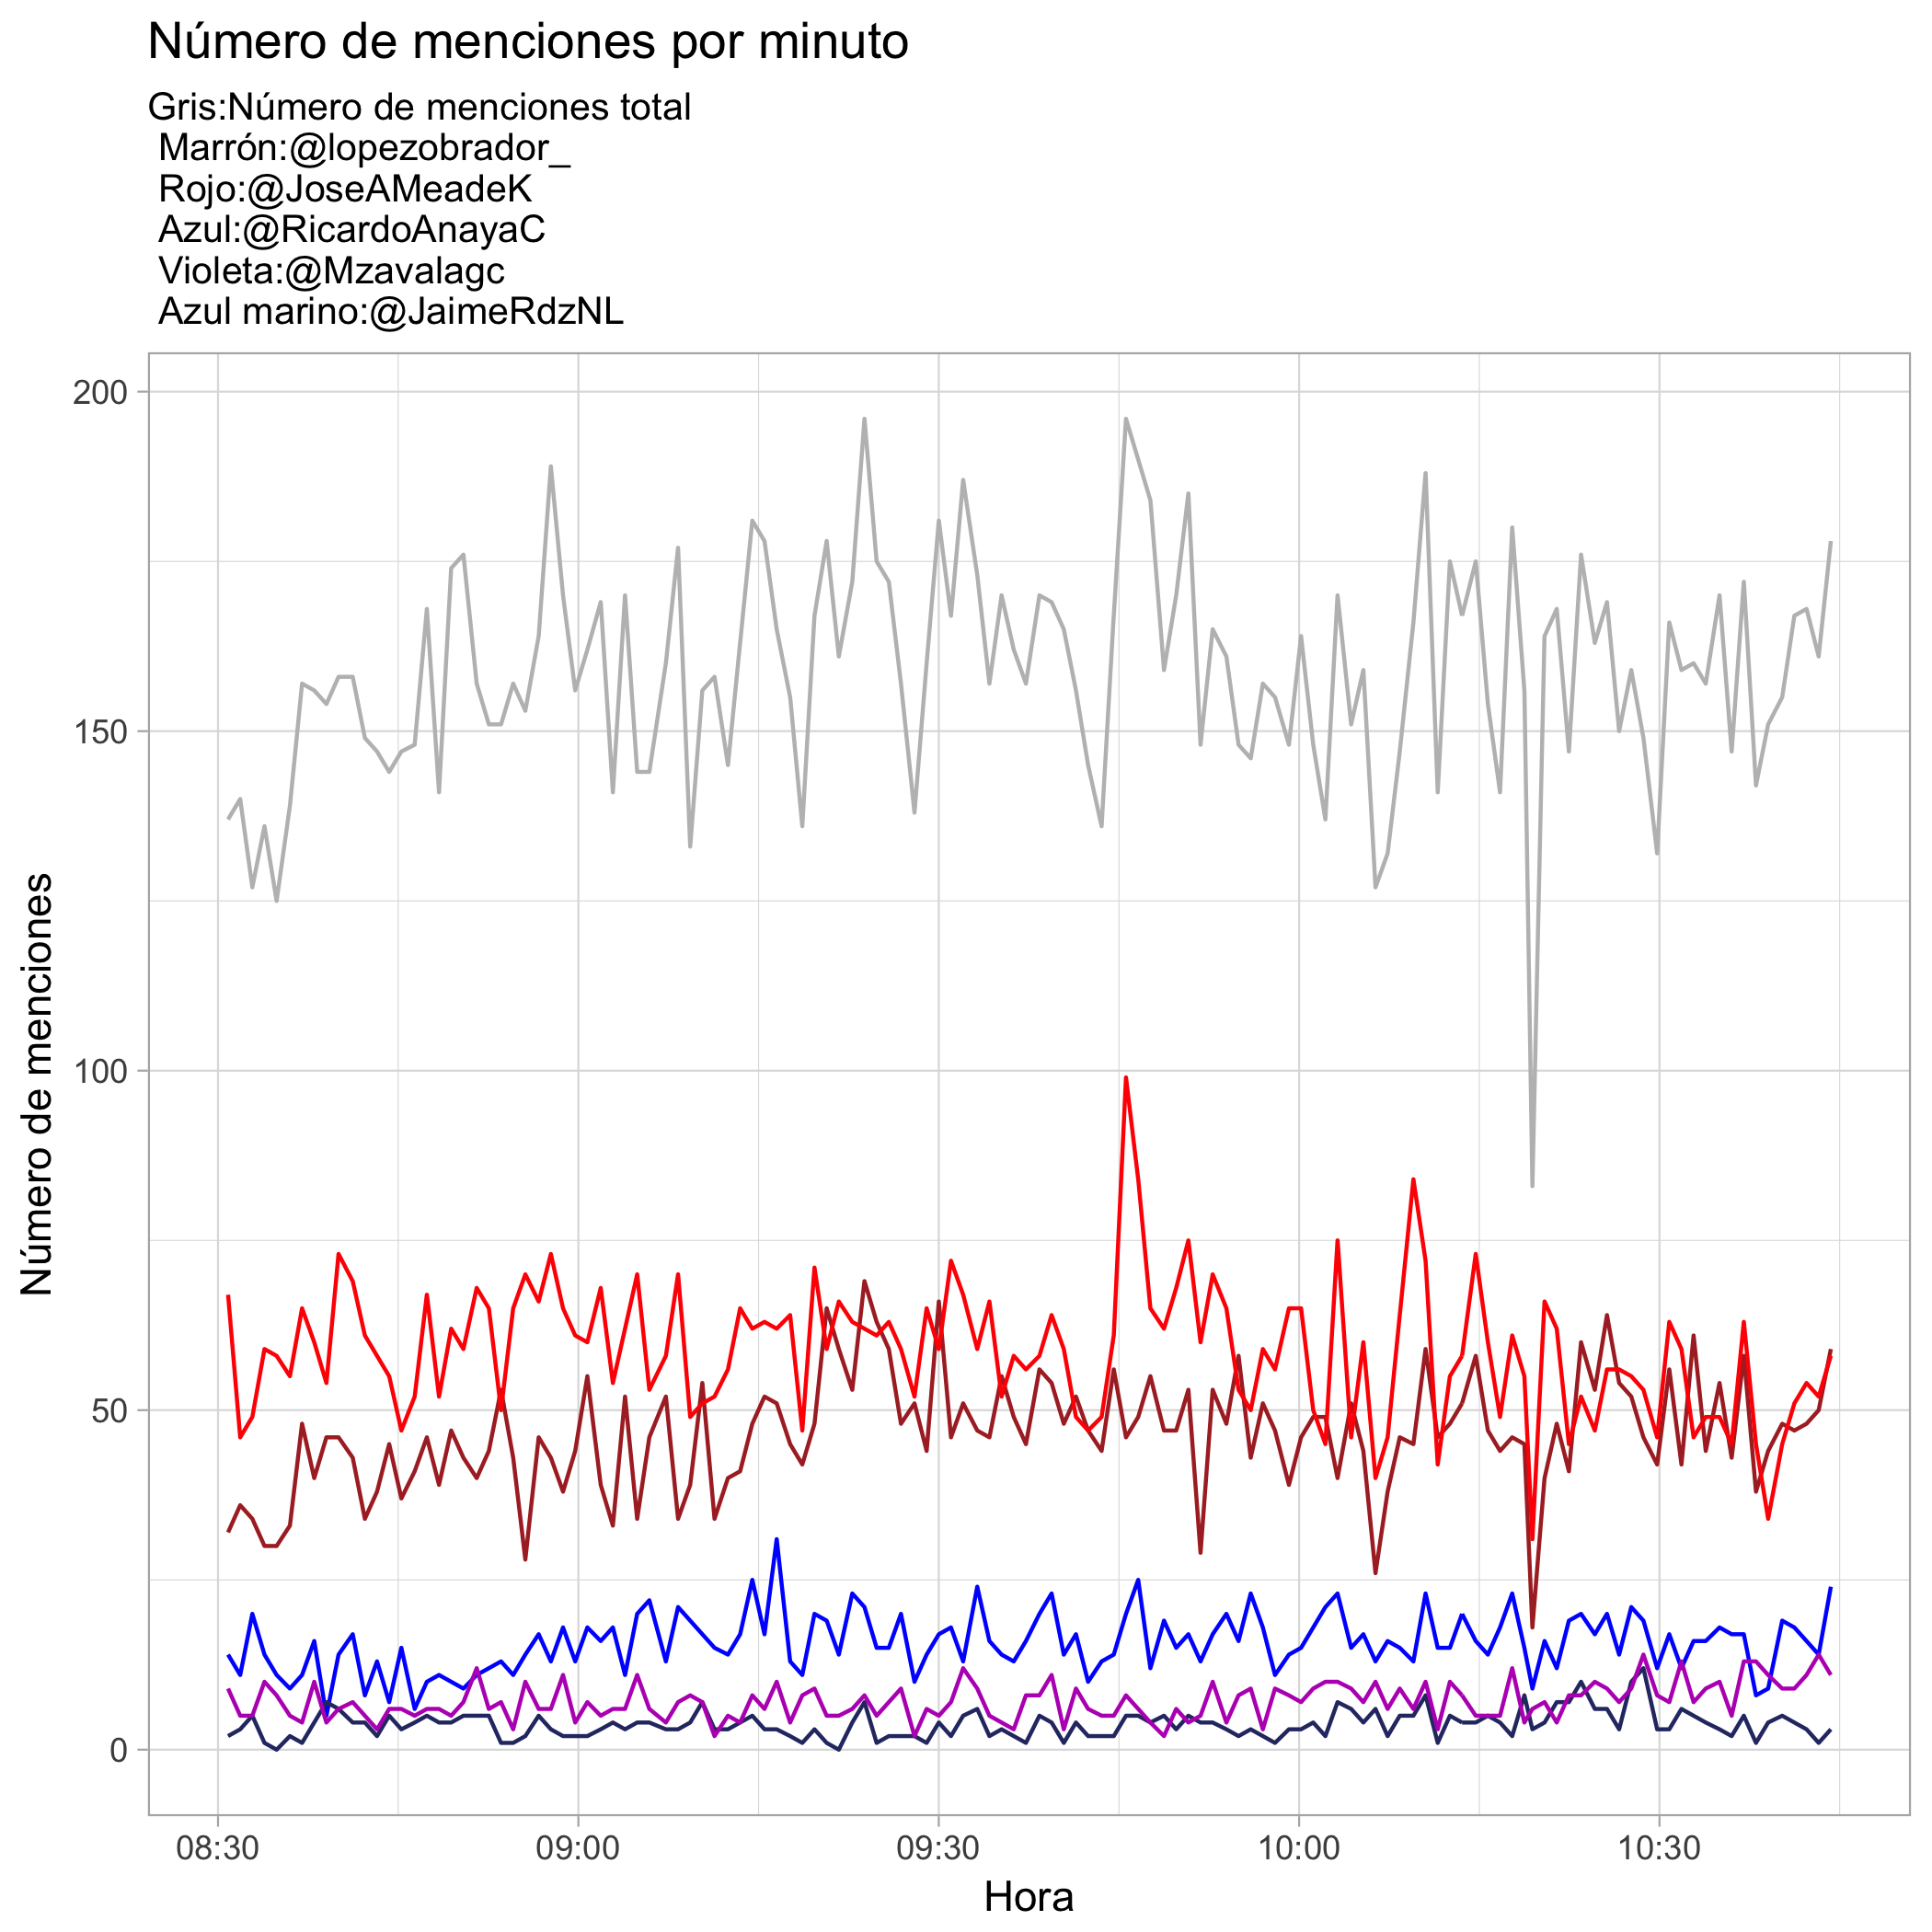 Número de menciones por minuto
Gris:Número de menciones total
Marrón:@lopezobrador_
Rojo:@JoseAMeadeK
Azul:@RicardoAnayaC
Violeta:@Mzavalagc
Azul marino:@JaimeRdzNL
Número de menciones
200
150
100
50
0
08:30 09:00 09:30 10:00 10:30
Hora